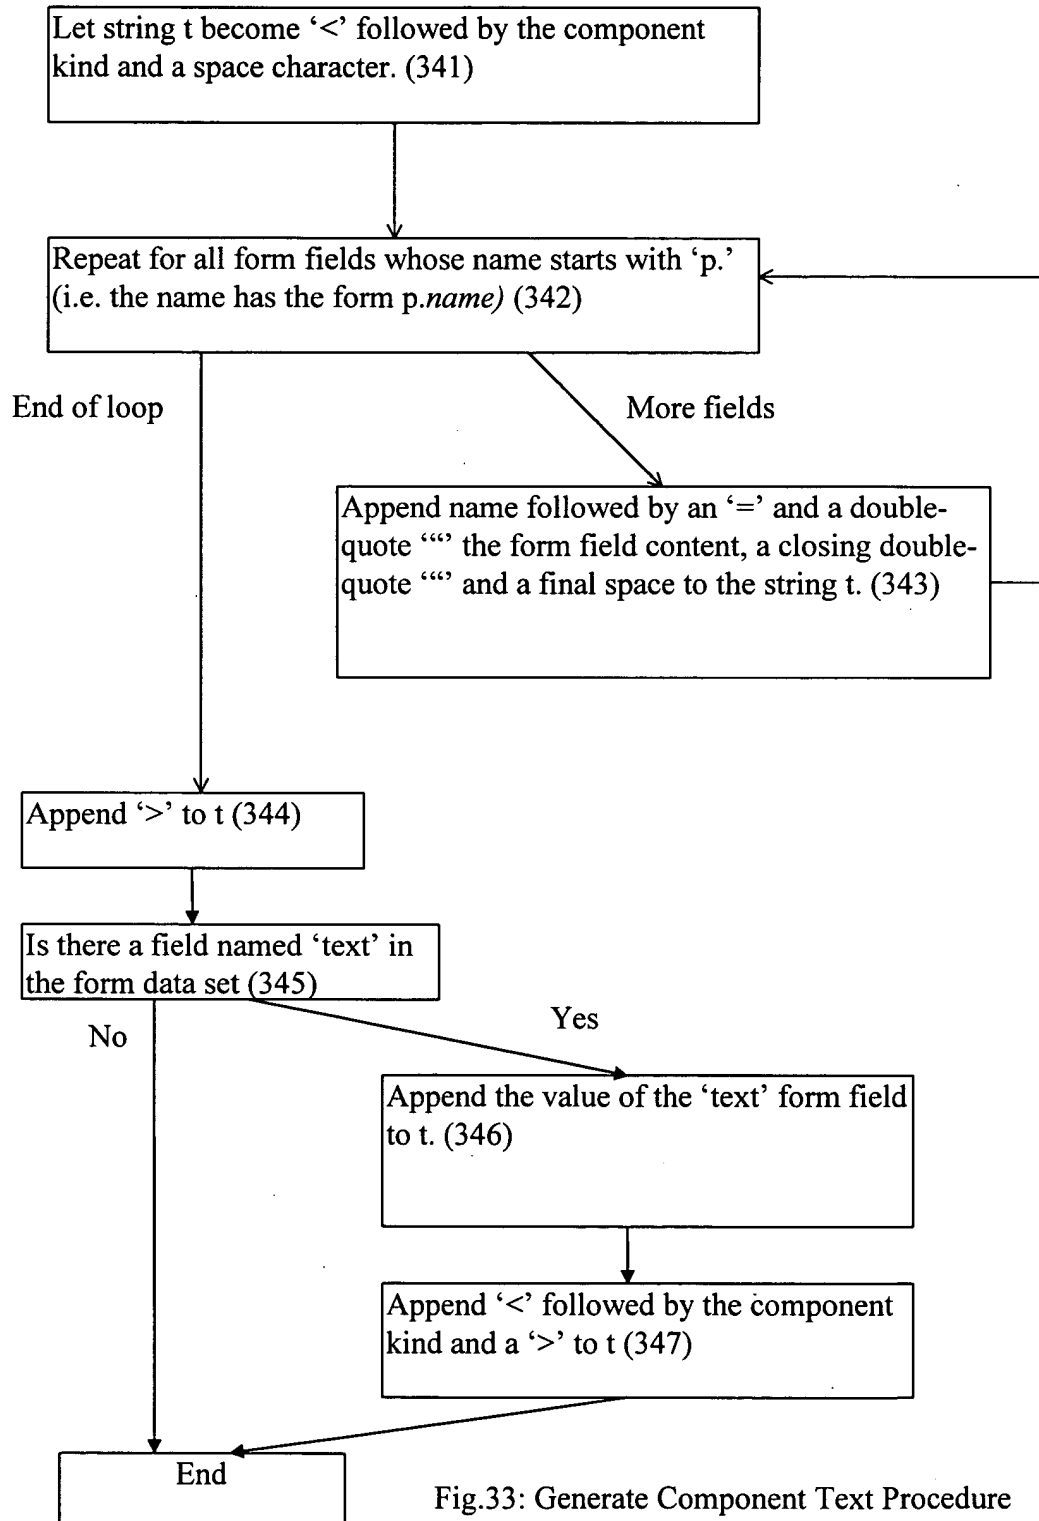 Let string t become ‘<’ followed by the component
kind and a space character. (341)
Repeat for all form fields whose name starts with ‘p.’
(i.e. the name has the form p.name) (342)
End of loop
More fields
Append name followed by an ‘=’ and a double-
quote ‘“’ the form field content, a closing double-
quote ‘“’ and a final space to the string t. (343)
Append ‘>’ to t (344)
Is there a field named ‘text’ in
the form data set (345)
No
Yes
Append the value of the ‘text’ form field
to t. (346)
Append ‘<’ followed by the component
kind and a ‘>’ to t (347)
End
Fig.33: Generate Component Text Procedure